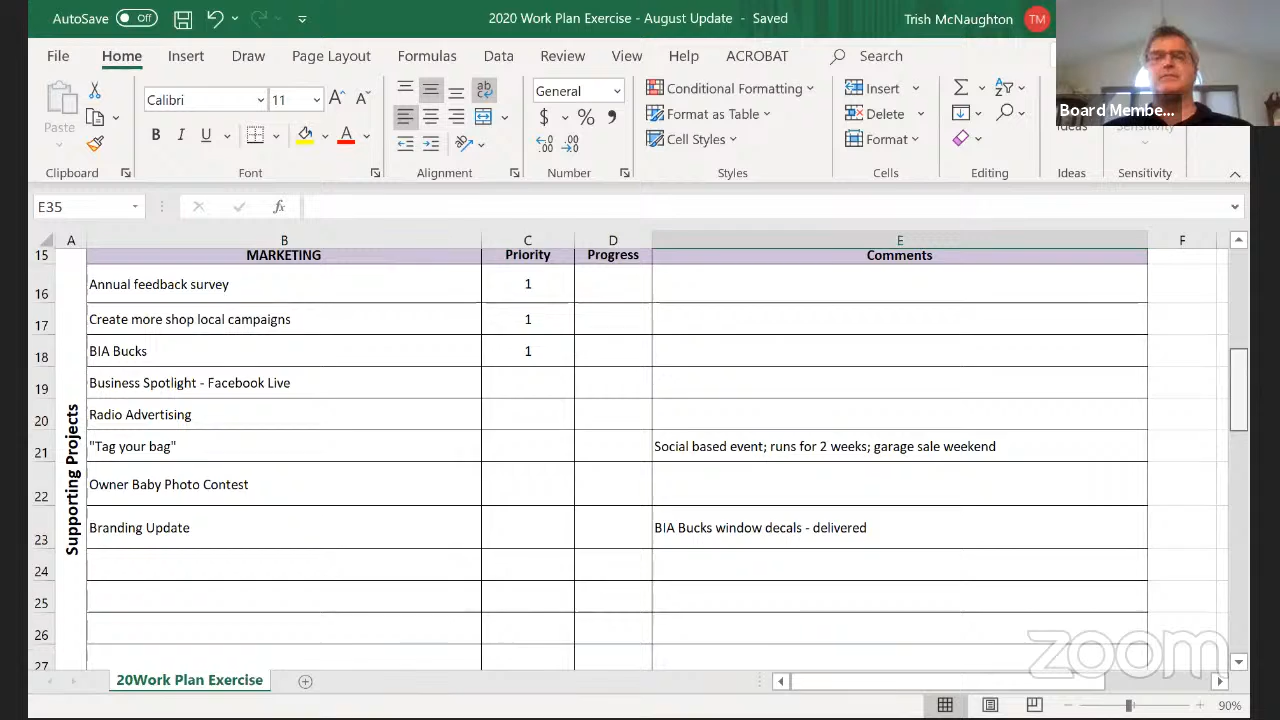 AutoSave Off 2020 Work Plan Exercise - August Update - Saved Trish McNaughton TM
File Home Insert Draw Page Layout Formulas Data Review View Help ACROBAT Search
Board Membe...
Paste
Calibri 11
B I U A
General
$ % ,
Conditional Formatting
Format as Table
Cell Styles
Insert
Delete
Format
Ideas
Sensitivity
Clipboard Font Alignment Number Styles Cells Editing Ideas Sensitivity
E35 fx
A B C D E F
15 MARKETING Priority Progress Comments
16 Annual feedback survey 1
17 Create more shop local campaigns 1
18 BIA Bucks 1
19 Business Spotlight - Facebook Live
20 Radio Advertising
21 "Tag your bag" Social based event; runs for 2 weeks; garage sale weekend
22 Owner Baby Photo Contest
23 Branding Update BIA Bucks window decals - delivered
24
25
26
27
Supporting Projects
zoom
20Work Plan Exercise
90%